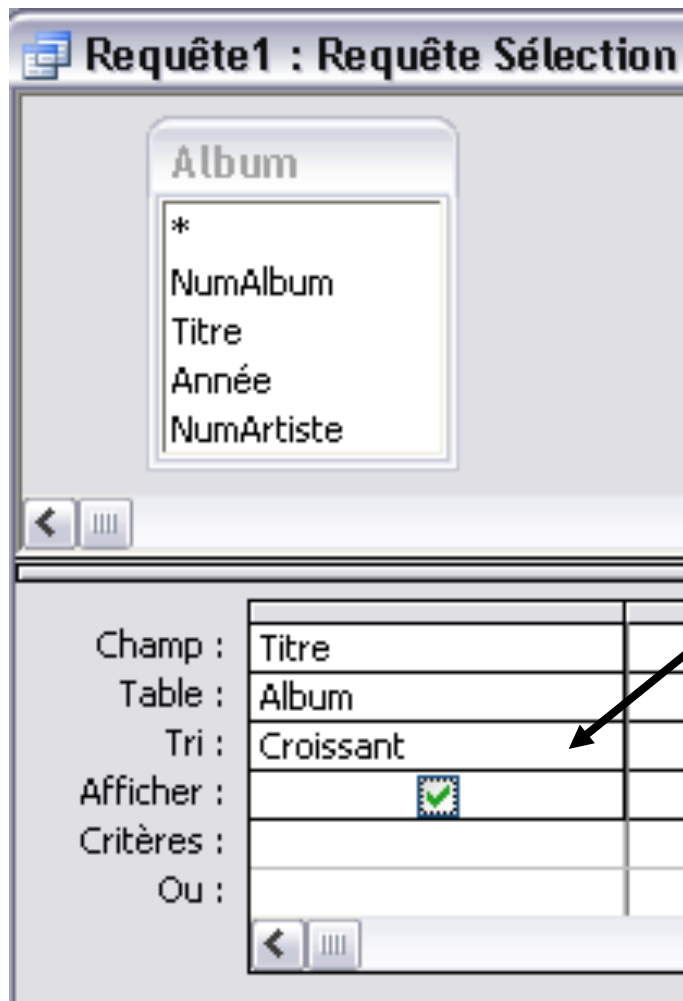 Requête1 : Requête Sélection
Album
*
NumAlbum
Titre
Année
NumArtiste
Champ : Titre
Table : Album
Tri : Croissant
Afficher :
Critères :
Ou :